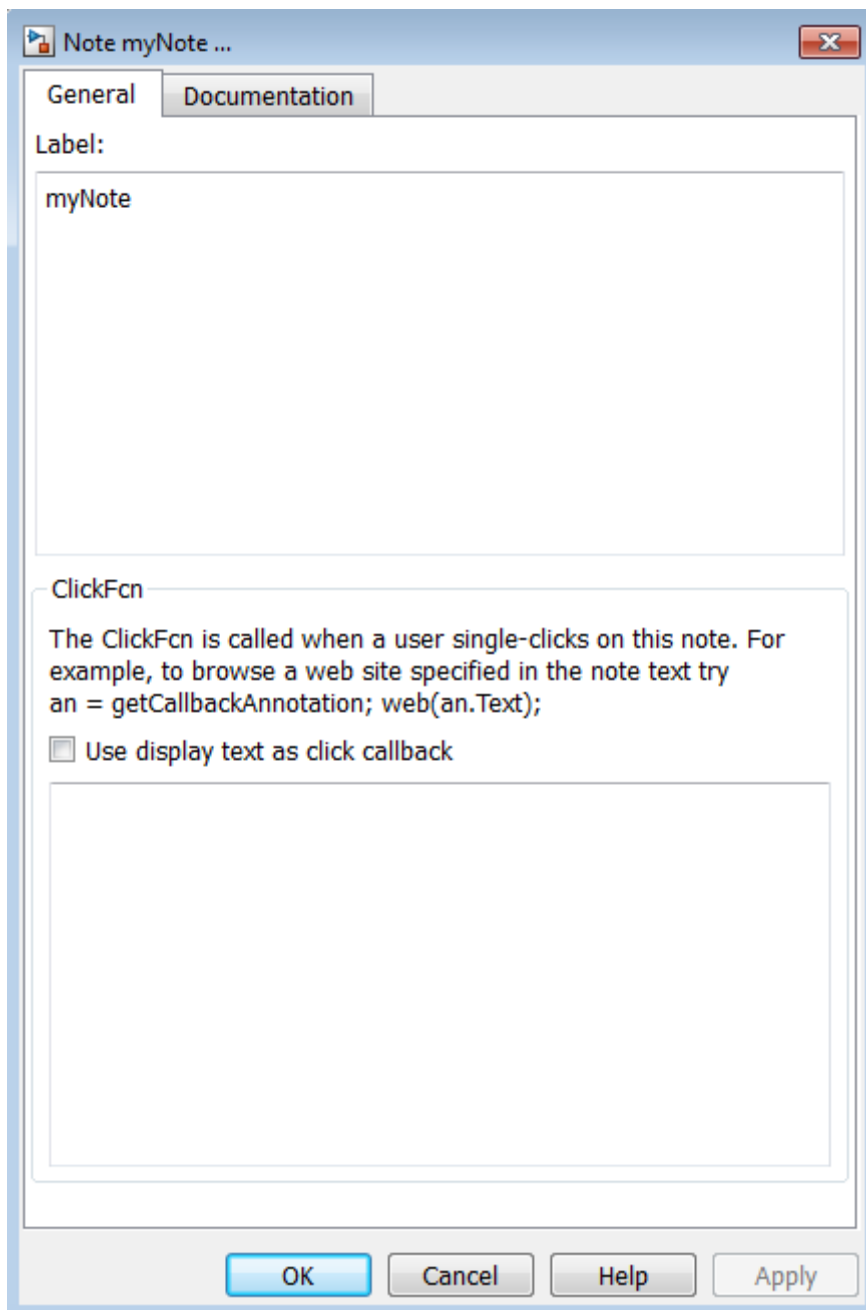 Note myNote ...
General Documentation
Label:
myNote
ClickFcn
The ClickFcn is called when a user single-clicks on this note. For
example, to browse a web site specified in the note text try
an = getCallbackAnnotation; web(an.Text);
Use display text as click callback
OK Cancel Help Apply